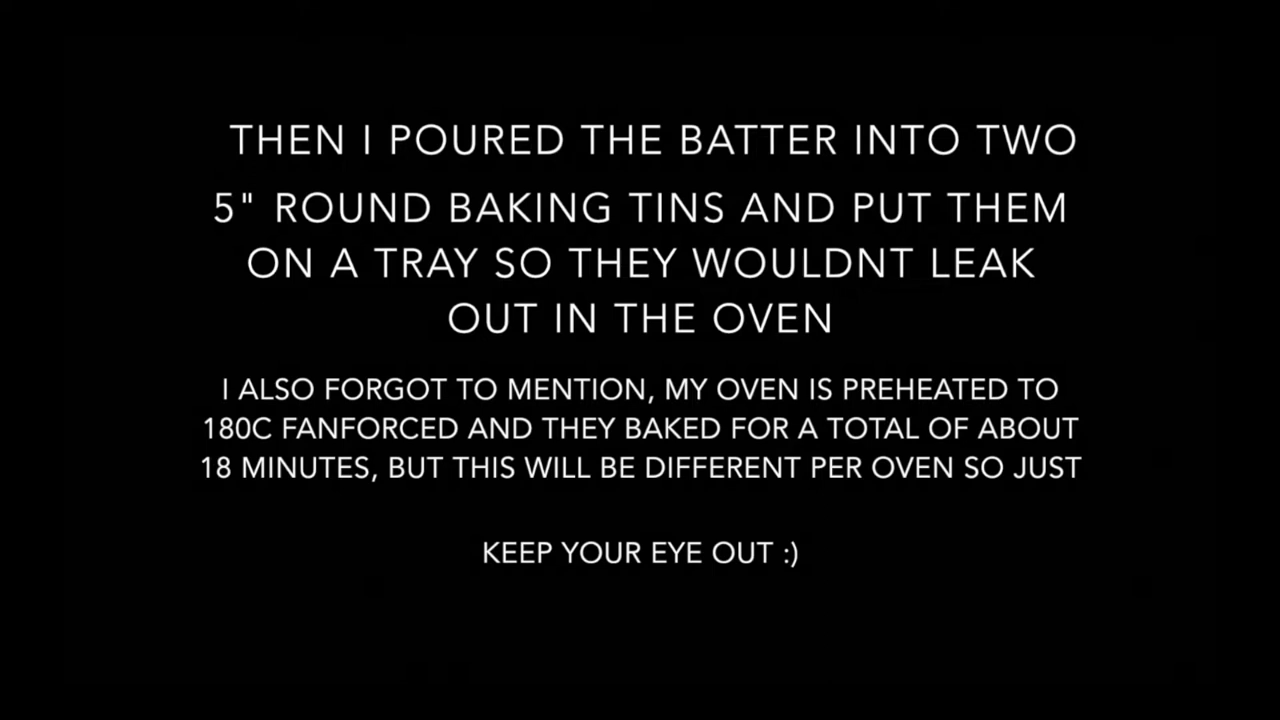 THEN I POURED THE BATTER INTO TWO
5" ROUND BAKING TINS AND PUT THEM
ON A TRAY SO THEY WOULDNT LEAK
OUT IN THE OVEN
I ALSO FORGOT TO MENTION, MY OVEN IS PREHEATED TO
180C FANFORCED AND THEY BAKED FOR A TOTAL OF ABOUT
18 MINUTES, BUT THIS WILL BE DIFFERENT PER OVEN SO JUST
KEEP YOUR EYE OUT :)